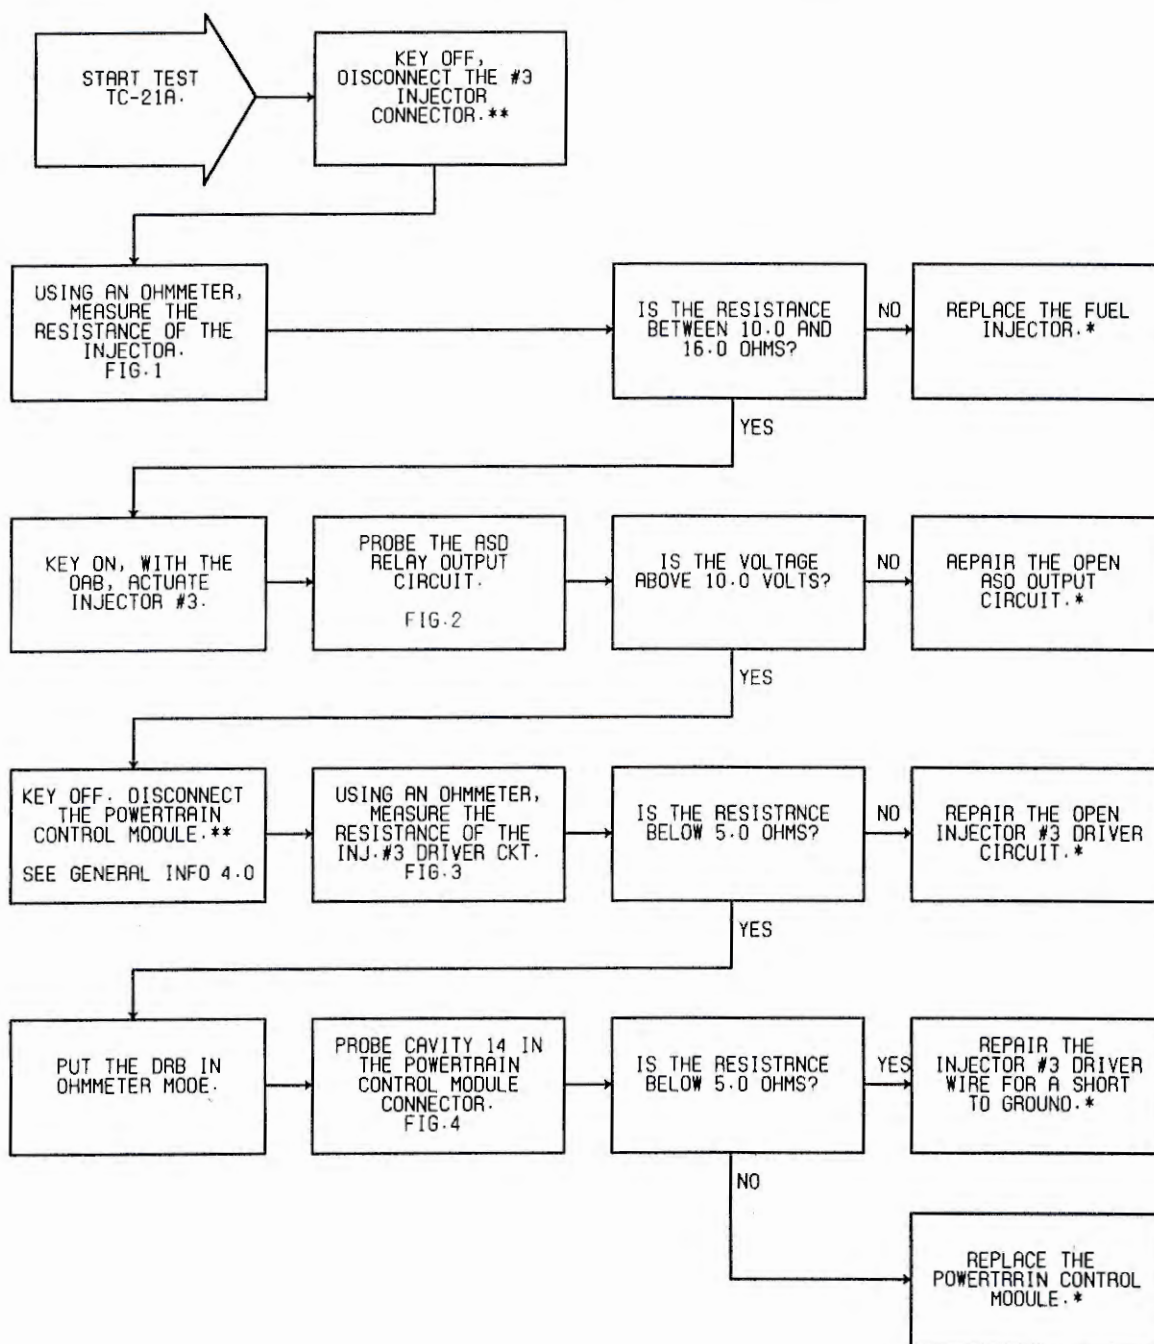 START TEST
TC-21A.
KEY OFF,
DISCONNECT THE #3
INJECTOR
CONNECTOR.**
USING AN OHMMETER,
MEASURE THE
RESISTANCE OF THE
INJECTOR.
FIG.1
IS THE RESISTANCE
BETWEEN 10.0 AND
16.0 OHMS?
NO
REPLACE THE FUEL
INJECTOR.*
YES
KEY ON, WITH THE
DRB, ACTUATE
INJECTOR #3.
PROBE THE ASD
RELAY OUTPUT
CIRCUIT.
FIG.2
IS THE VOLTAGE
ABOVE 10.0 VOLTS?
NO
REPAIR THE OPEN
ASD OUTPUT
CIRCUIT.*
YES
KEY OFF. DISCONNECT
THE POWERTRAIN
CONTROL MODULE.**
SEE GENERAL INFO 4.0
USING AN OHMMETER,
MEASURE THE
RESISTANCE OF THE
INJ.#3 DRIVER CKT.
FIG.3
IS THE RESISTANCE
BELOW 5.0 OHMS?
NO
REPAIR THE OPEN
INJECTOR #3 DRIVER
CIRCUIT.*
YES
PUT THE DRB IN
OHMMETER MODE.
PROBE CAVITY 14 IN
THE POWERTRAIN
CONTROL MODULE
CONNECTOR.
FIG.4
IS THE RESISTANCE
BELOW 5.0 OHMS?
YES
REPAIR THE
INJECTOR #3 DRIVER
WIRE FOR A SHORT
TO GROUND.*
NO
REPLACE THE
POWERTRAIN CONTROL
MODULE.*